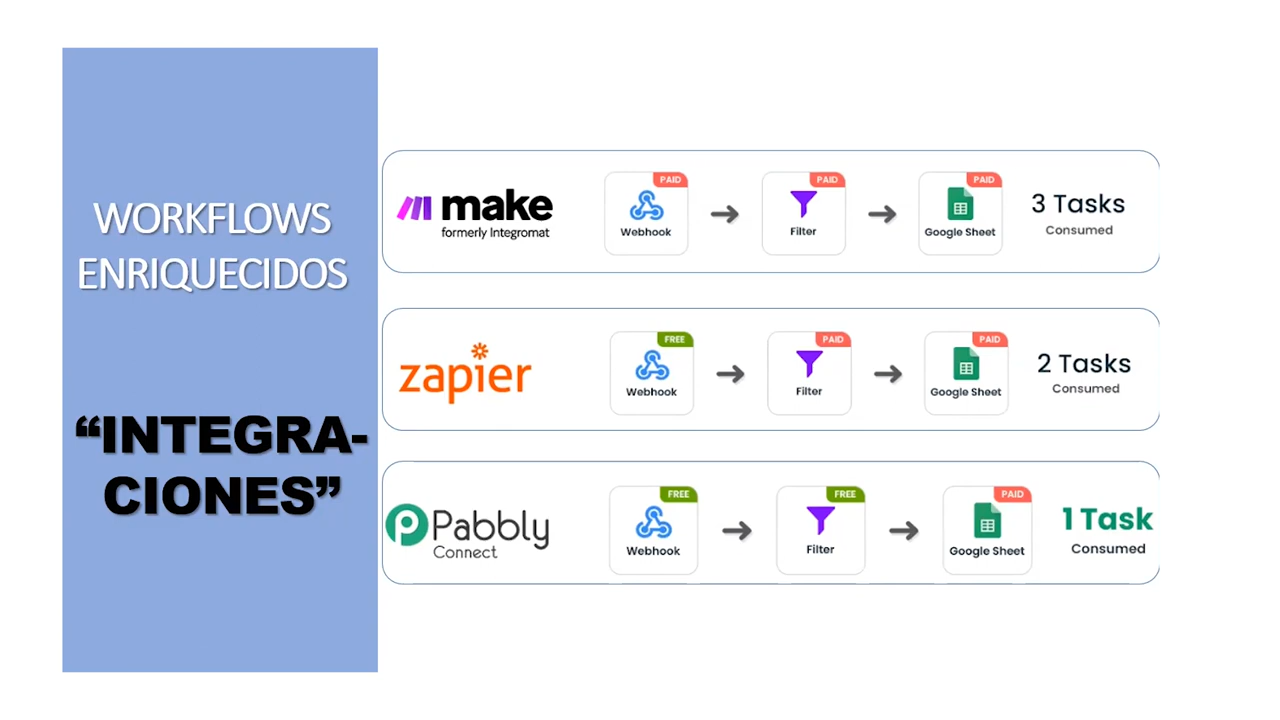 WORKFLOWS
ENRIQUECIDOS
“INTEGRA-
CIONES”
make
formerly Integromat
PAID
Webhook
PAID
Filter
PAID
Google Sheet
3 Tasks
Consumed
zapier
FREE
Webhook
PAID
Filter
PAID
Google Sheet
2 Tasks
Consumed
Pabbly
Connect
FREE
Webhook
FREE
Filter
PAID
Google Sheet
1 Task
Consumed